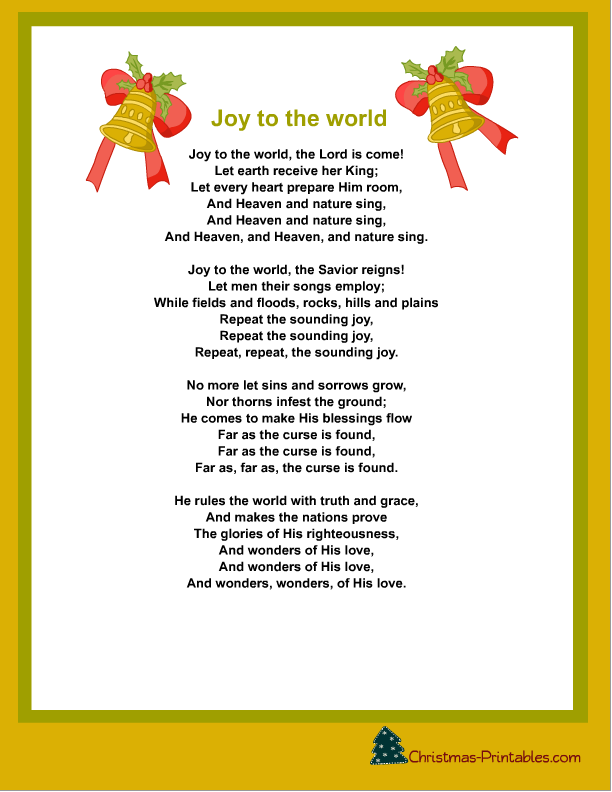 Joy to the world
Joy to the world, the Lord is come!
Let earth receive her King;
Let every heart prepare Him room,
And Heaven and nature sing,
And Heaven and nature sing,
And Heaven, and Heaven, and nature sing.
Joy to the world, the Savior reigns!
Let men their songs employ;
While fields and floods, rocks, hills and plains
Repeat the sounding joy,
Repeat the sounding joy,
Repeat, repeat, the sounding joy.
No more let sins and sorrows grow,
Nor thorns infest the ground;
He comes to make His blessings flow
Far as the curse is found,
Far as the curse is found,
Far as, far as, the curse is found.
He rules the world with truth and grace,
And makes the nations prove
The glories of His righteousness,
And wonders of His love,
And wonders of His love,
And wonders, wonders, of His love.
Christmas-Printables.com